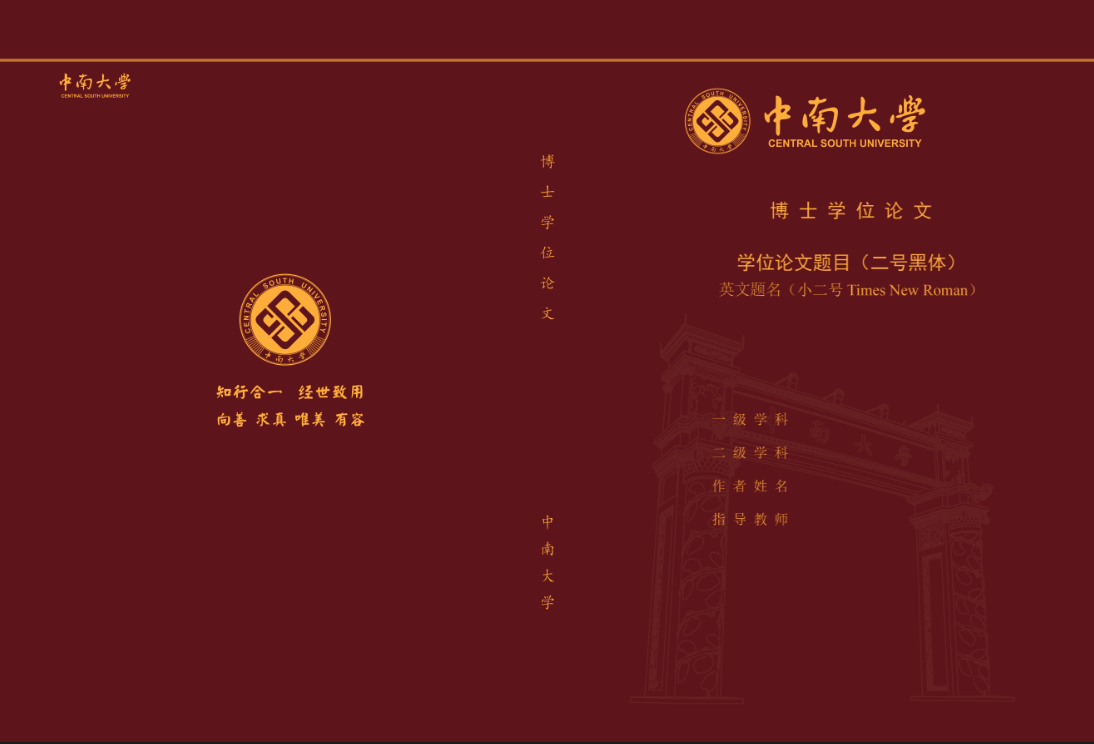 中南大学
CENTRAL SOUTH UNIVERSITY
CENTRAL SOUTH UNIVERSITY
中南大学
知行合一 经世致用
向善 求真 唯美 有容
博士学位论文
中南大学
CENTRAL SOUTH UNIVERSITY
中南大学
中南大学
CENTRAL SOUTH UNIVERSITY
博士学位论文
学位论文题目（二号黑体）
英文题名（小二号 Times New Roman）
一级学科
二级学科
作者姓名
指导教师